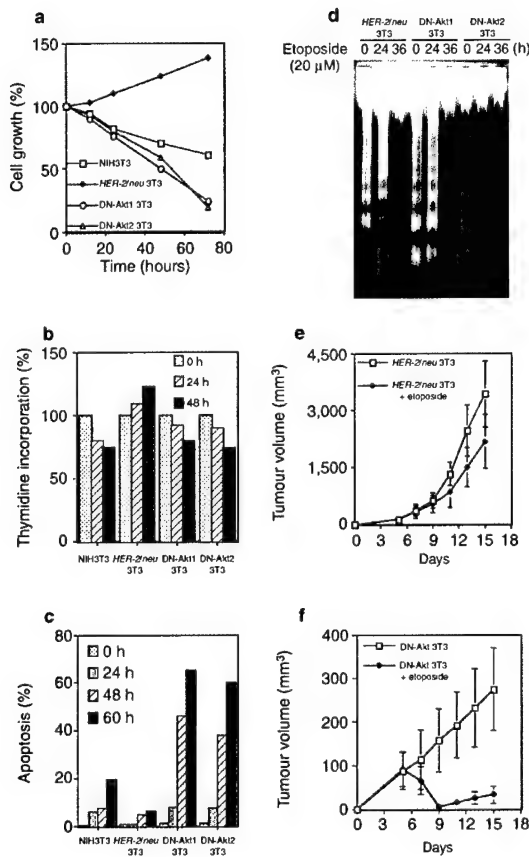 a
150
100
50
0
Cell growth (%)
NIH3T3
HER-2/neu 3T3
DN-Akt1 3T3
DN-Akt2 3T3
0 20 40 60 80
Time (hours)
b
150
100
50
0
Thymidine incorporation (%)
0 h
24 h
48 h
NIH3T3 HER-2/neu DN-Akt1 DN-Akt2
3T3 3T3 3T3
c
80
60
40
20
0
Apoptosis (%)
0 h
24 h
48 h
60 h
NIH3T3 HER-2/neu DN-Akt1 DN-Akt2
3T3 3T3 3T3
d
HER-2/neu DN-Akt1 DN-Akt2
3T3 3T3 3T3
Etoposide 0 24 36 0 24 36 0 24 36 (h)
(20 µM)
e
4,500
3,000
1,500
0
Tumour volume (mm³)
HER-2/neu 3T3
HER-2/neu 3T3
+ etoposide
0 3 6 9 12 15 18
Days
f
400
300
200
100
0
Tumour volume (mm³)
DN-Akt 3T3
DN-Akt 3T3
+ etoposide
0 3 6 9 12 15 18
Days